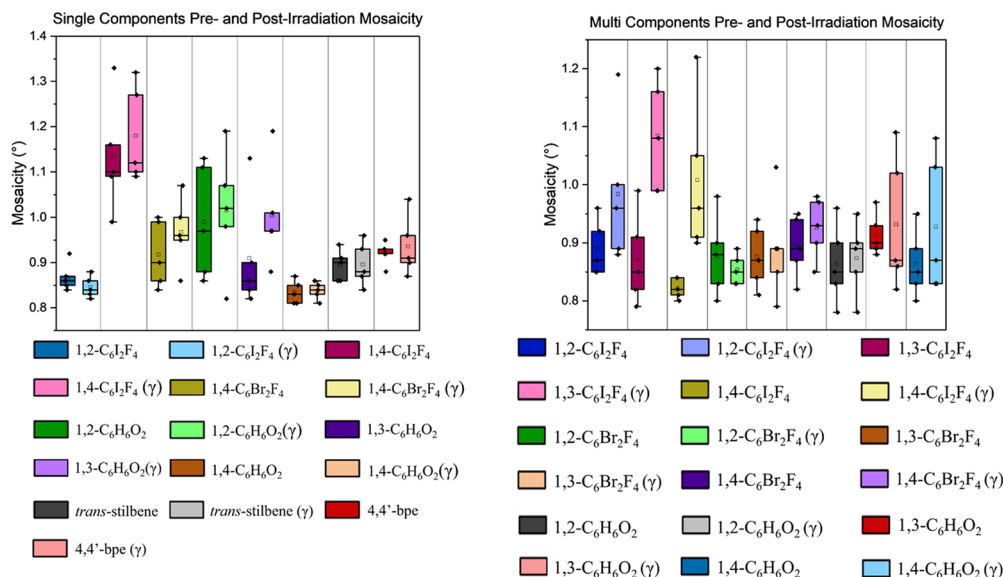 Single Components Pre- and Post-Irradiation Mosaicity
Mosaicity (°)
1.4
1.3
1.2
1.1
1.0
0.9
0.8
1,2-C₆I₂F₄ 1,2-C₆I₂F₄ (γ) 1,4-C₆I₂F₄
1,4-C₆I₂F₄ (γ) 1,4-C₆Br₂F₄ 1,4-C₆Br₂F₄ (γ)
1,2-C₆H₆O₂ 1,2-C₆H₆O₂(γ) 1,3-C₆H₆O₂
1,3-C₆H₆O₂(γ) 1,4-C₆H₆O₂ 1,4-C₆H₆O₂(γ)
trans-stilbene trans-stilbene (γ) 4,4'-bpe
4,4'-bpe (γ)
Multi Components Pre- and Post-Irradiation Mosaicity
Mosaicity (°)
1.2
1.1
1.0
0.9
0.8
1,2-C₆I₂F₄ 1,2-C₆I₂F₄ (γ) 1,3-C₆I₂F₄
1,3-C₆I₂F₄ (γ) 1,4-C₆I₂F₄ 1,4-C₆I₂F₄ (γ)
1,2-C₆Br₂F₄ 1,2-C₆Br₂F₄ (γ) 1,3-C₆Br₂F₄
1,3-C₆Br₂F₄ (γ) 1,4-C₆Br₂F₄ 1,4-C₆Br₂F₄ (γ)
1,2-C₆H₆O₂ 1,2-C₆H₆O₂ (γ) 1,3-C₆H₆O₂
1,3-C₆H₆O₂ (γ) 1,4-C₆H₆O₂ 1,4-C₆H₆O₂ (γ)